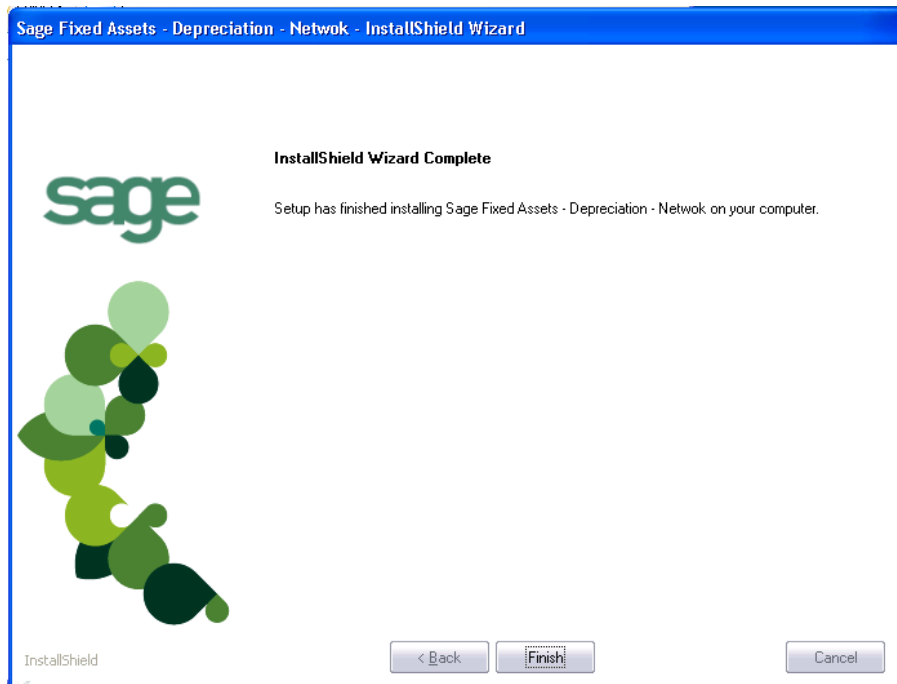 Sage Fixed Assets - Depreciation - Netwok - InstallShield Wizard
InstallShield Wizard Complete
sage
Setup has finished installing Sage Fixed Assets - Depreciation - Netwok on your computer.
InstallShield
< Back
Finish
Cancel